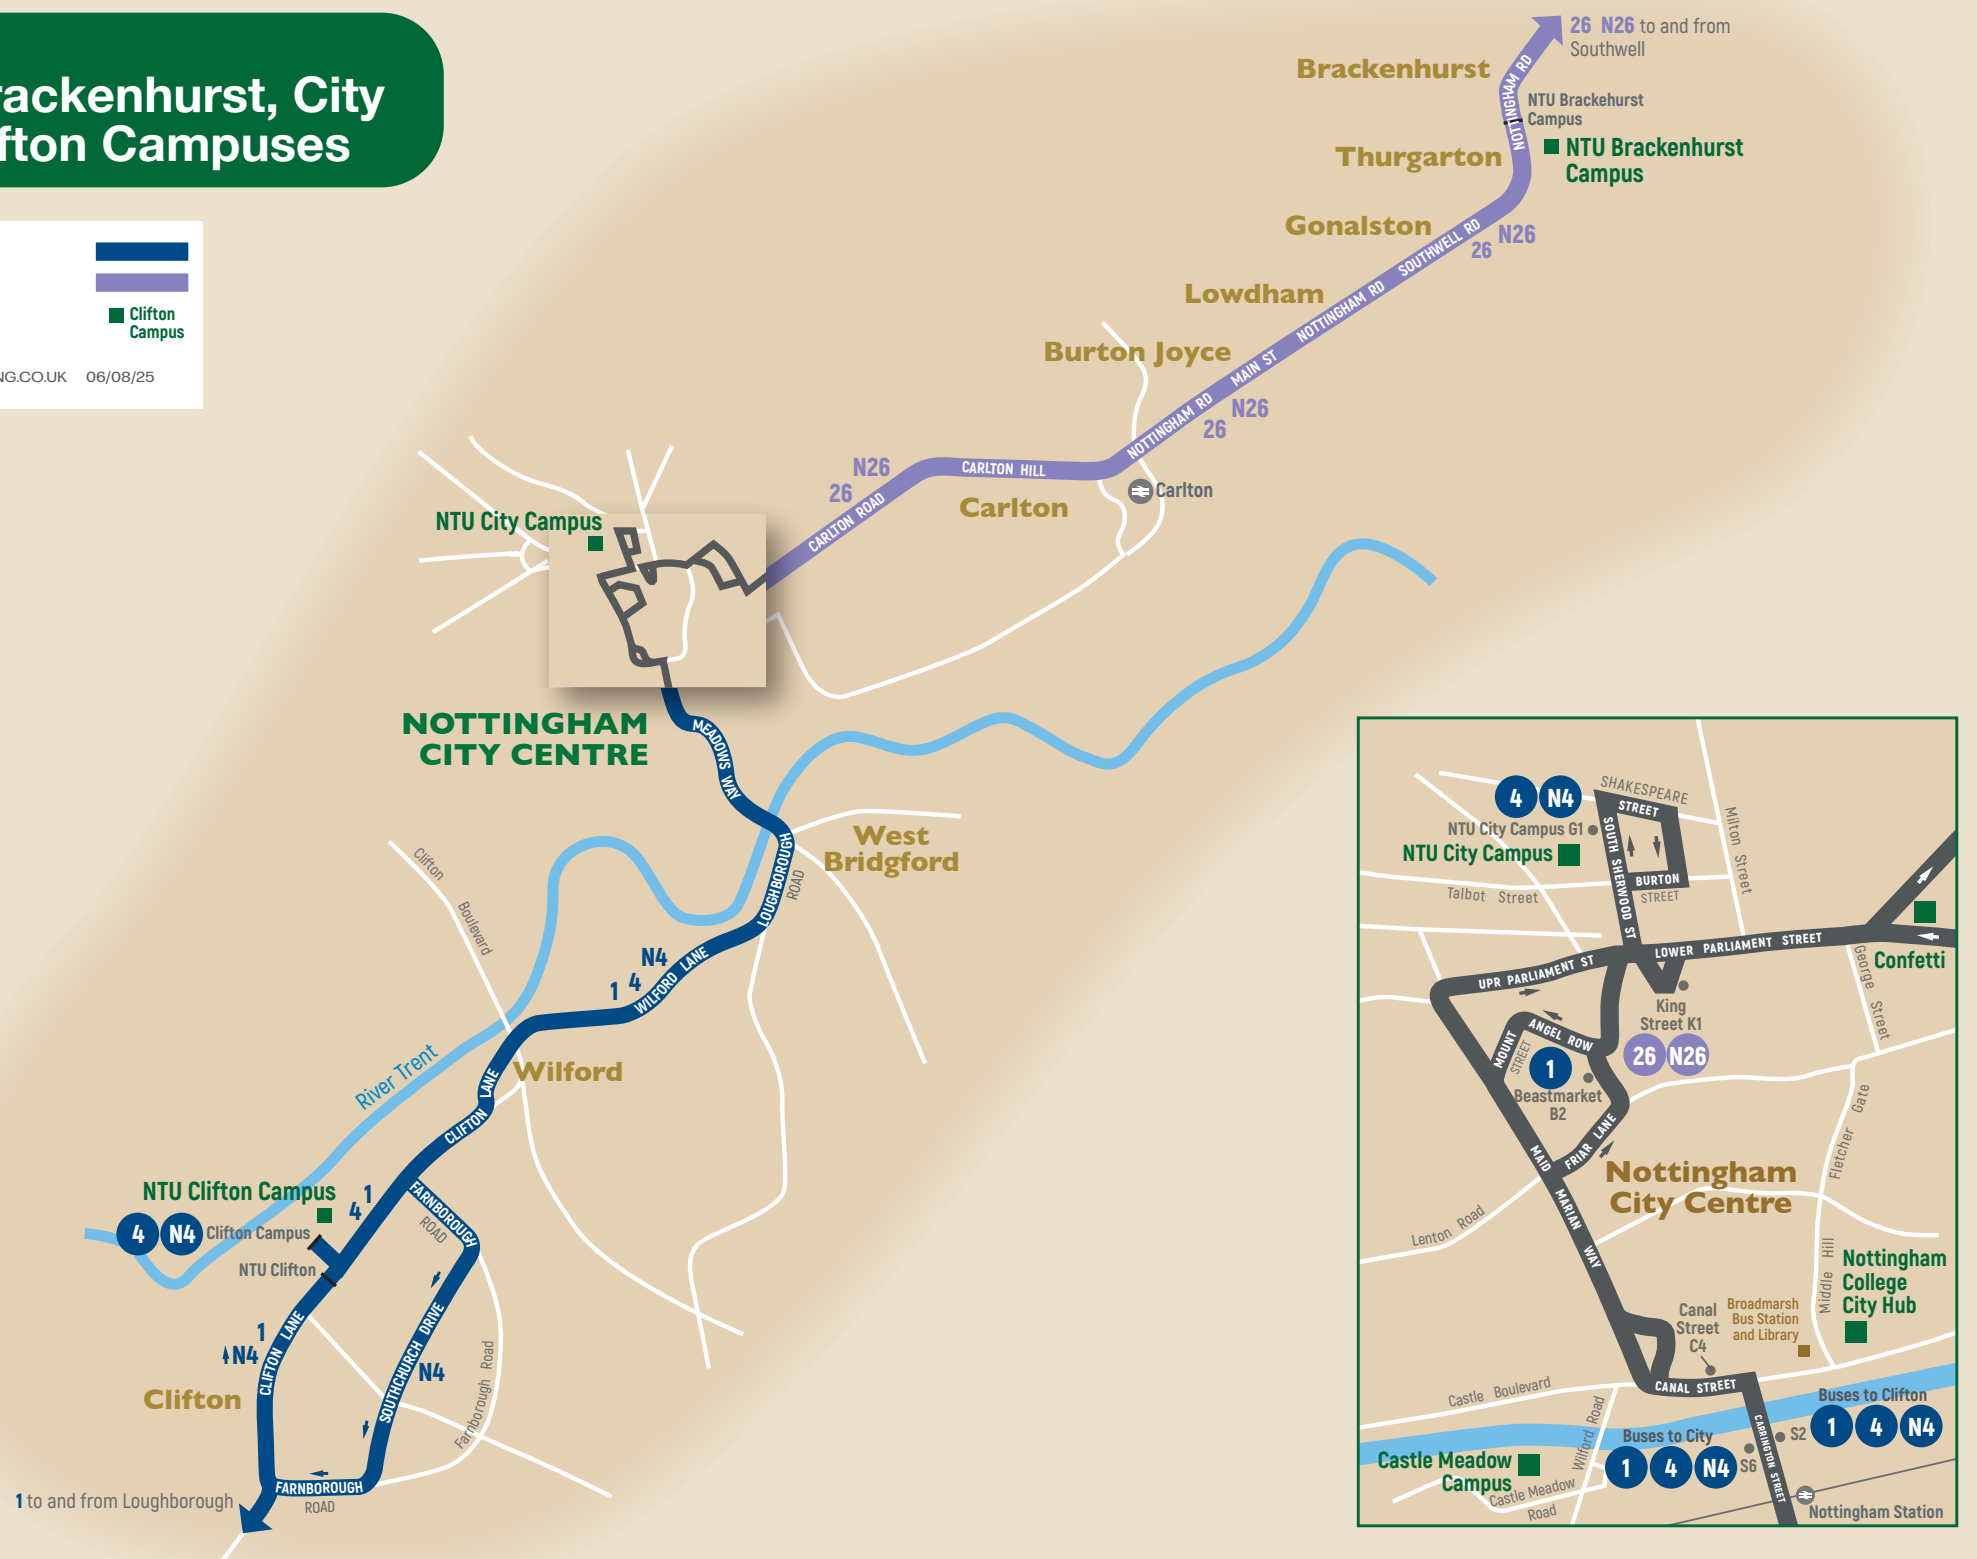 rackenhurst, City
fton Campuses
Clifton
Campus
NG.CO.UK 06/08/25
26 N26 to and from
Southwell
Brackenhurst
NOTTINGHAM RD
NTU Brackehurst
Campus
NTU Brackenhurst
Campus
Thurgarton
Gonalston
SOUTHWELL RD
26 N26
Lowdham
NOTTINGHAM RD
Burton Joyce
MAIN ST
NOTTINGHAM RD
26 N26
N26
26
CARLTON HILL
CARLTON ROAD
Carlton
Carlton
NTU City Campus
NOTTINGHAM
CITY CENTRE
MEADOWS WAY
West
Bridgford
LOUGHBOROUGH
ROAD
Clifton
Boulevard
N4
1 4
WILFORD LANE
Wilford
River Trent
CLIFTON LANE
NTU Clifton Campus
4 N4 Clifton Campus
NTU Clifton
4 1
FARNBOROUGH
ROAD
1
N4
CLIFTON LANE
SOUTHCHURCH DRIVE
N4
Farnborough Road
Clifton
FARNBOROUGH
ROAD
1 to and from Loughborough
4 N4
SHAKESPEARE
STREET
NTU City Campus G1
NTU City Campus
SOUTH SHERWOOD ST
BURTON
STREET
Milton Street
Talbot Street
LOWER PARLIAMENT STREET
UPR PARLIAMENT ST
Confetti
George Street
King
Street K1
26 N26
ANGEL ROW
MOUNT
STREET
1
Beastmarket
B2
FRIAR LANE
MAID MARIAN WAY
Nottingham
City Centre
Fletcher Gate
Lenton Road
Middle Hill
Nottingham
College
City Hub
Broadmarsh
Bus Station
and Library
Canal
Street
C4
CANAL STREET
Castle Boulevard
Wilford Road
CARRINGTON STREET
Buses to Clifton
S2 1 4 N4
Buses to City
1 4 N4 S6
Castle Meadow
Campus
Castle Meadow
Road
Nottingham Station